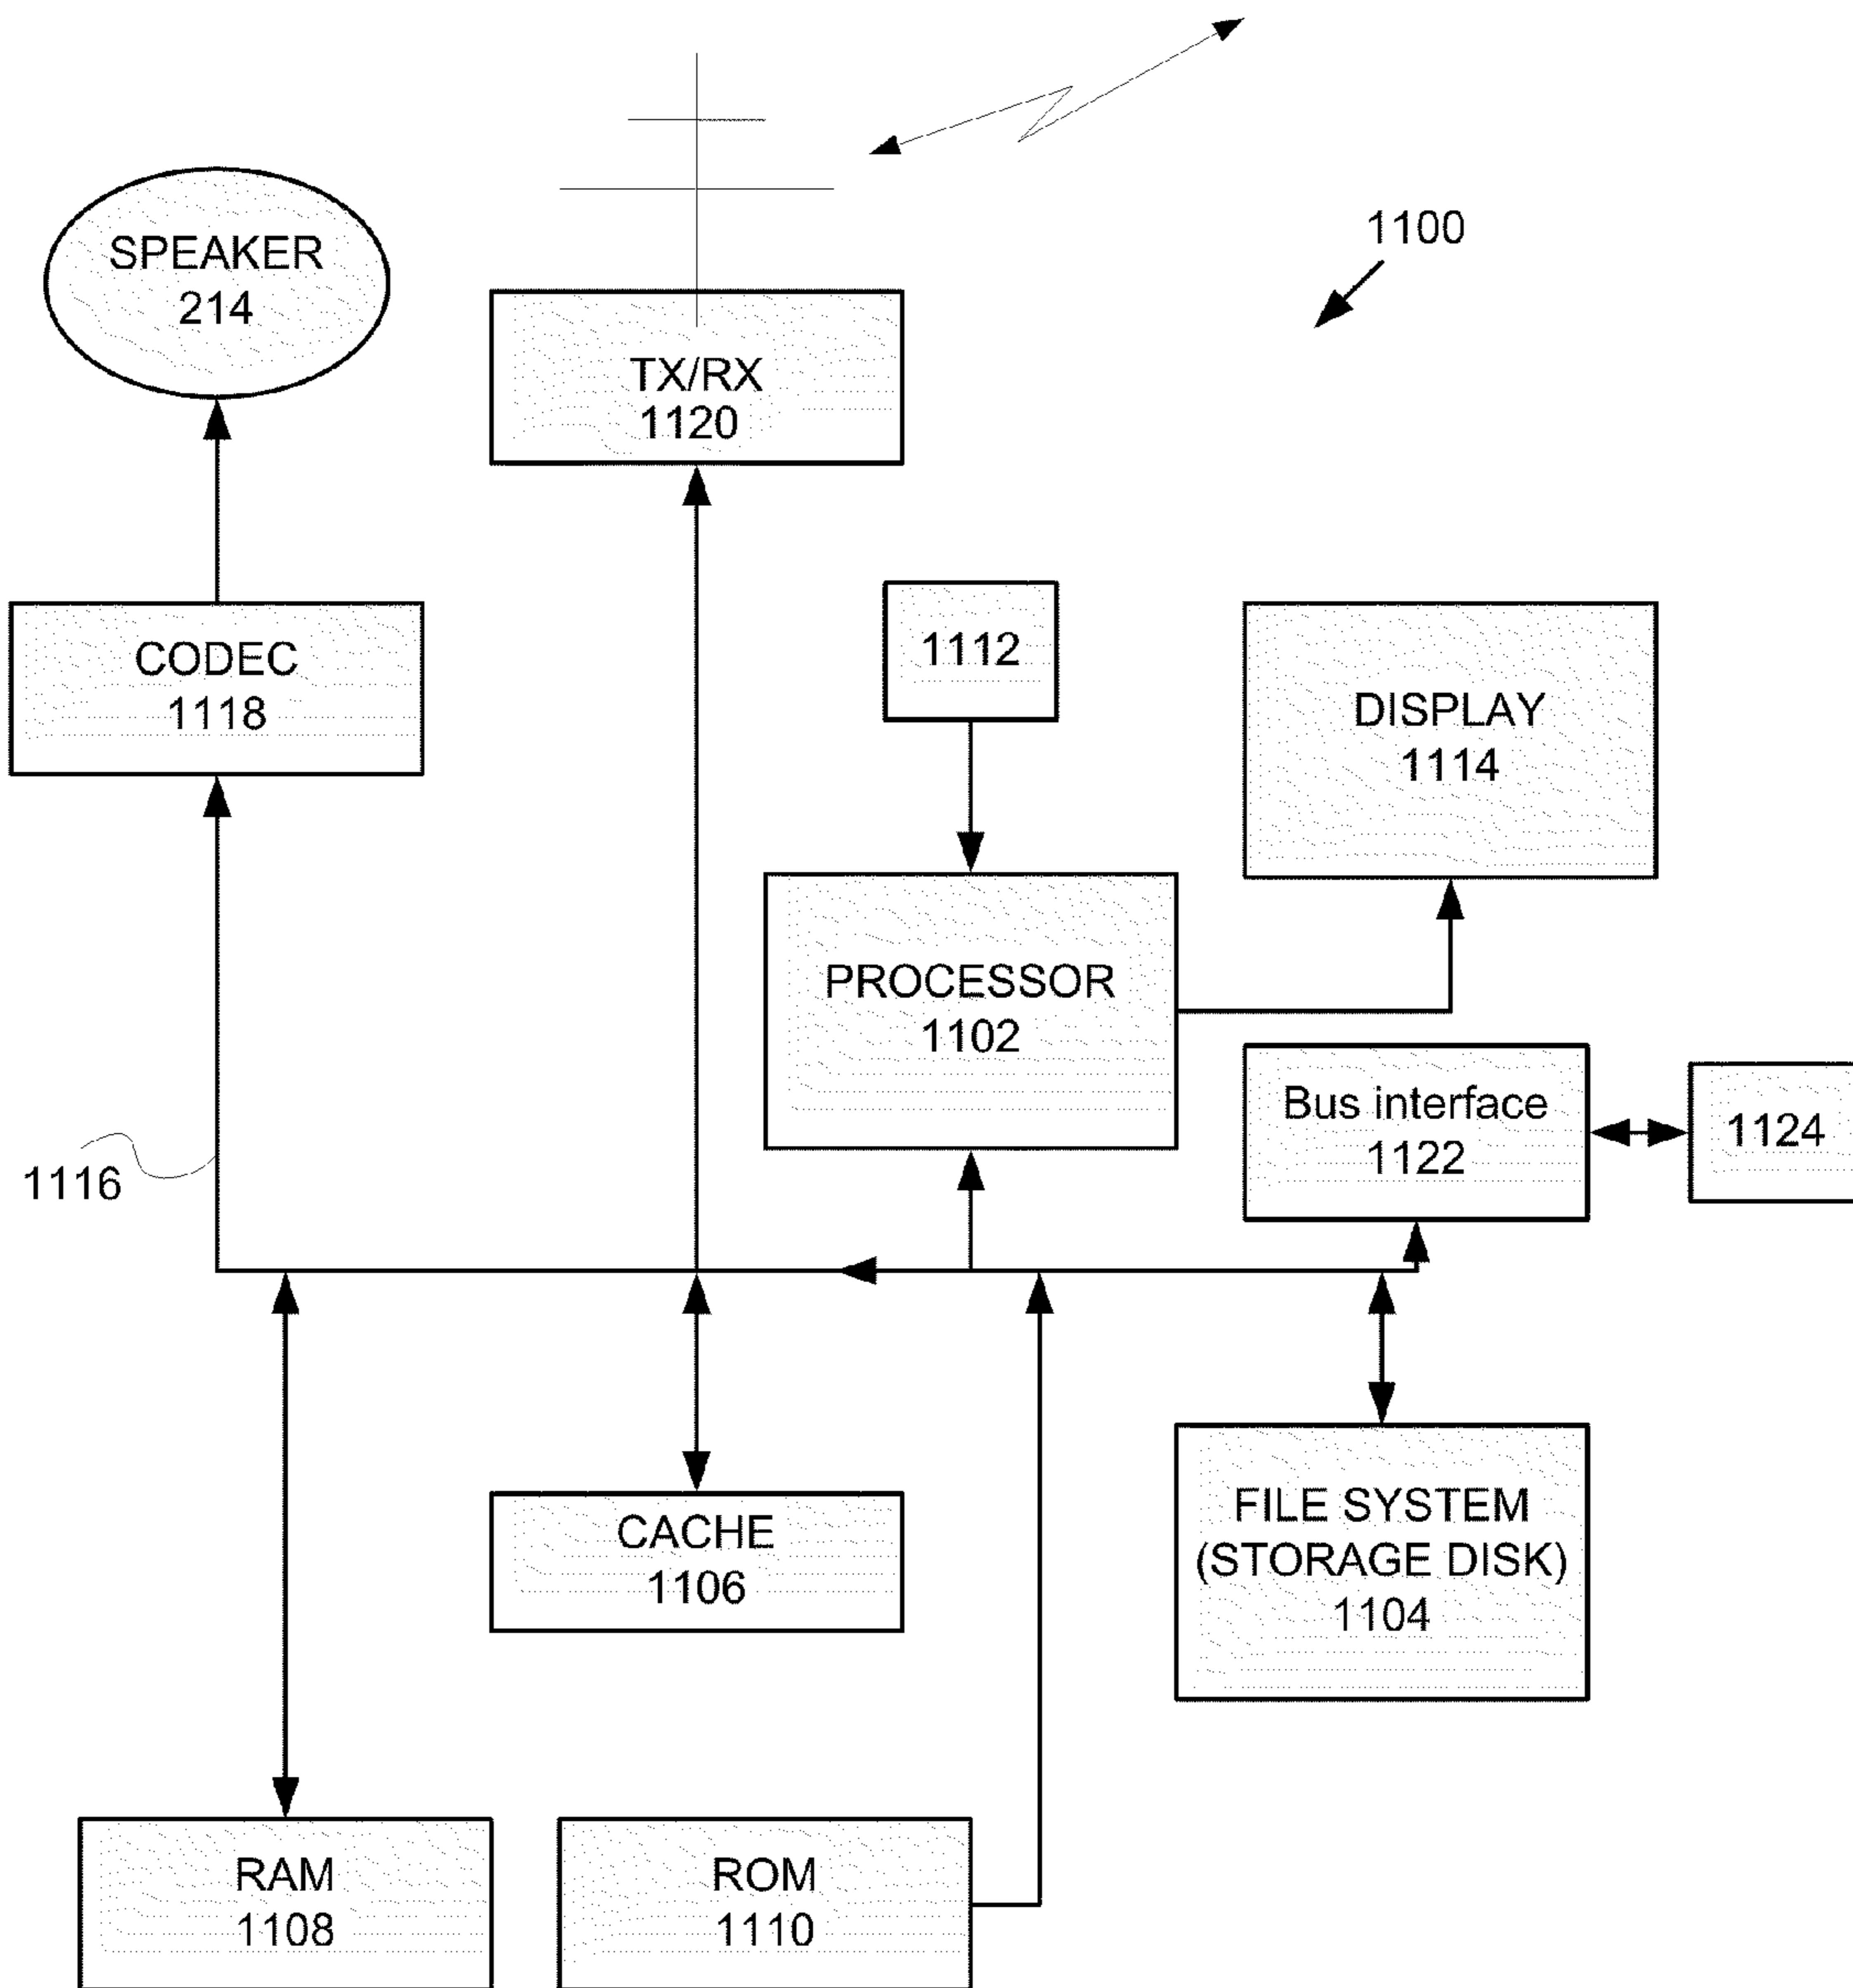 1100
SPEAKER
214
TX/RX
1120
1112
CODEC
1118
DISPLAY
1114
PROCESSOR
1102
Bus interface
1122
1124
1116
FILE SYSTEM
(STORAGE DISK)
1104
CACHE
1106
RAM
1108
ROM
1110